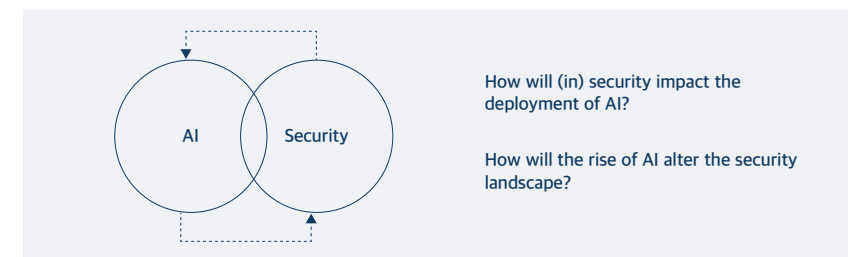 AI
Security
How will (in) security impact the
deployment of AI?
How will the rise of AI alter the security
landscape?